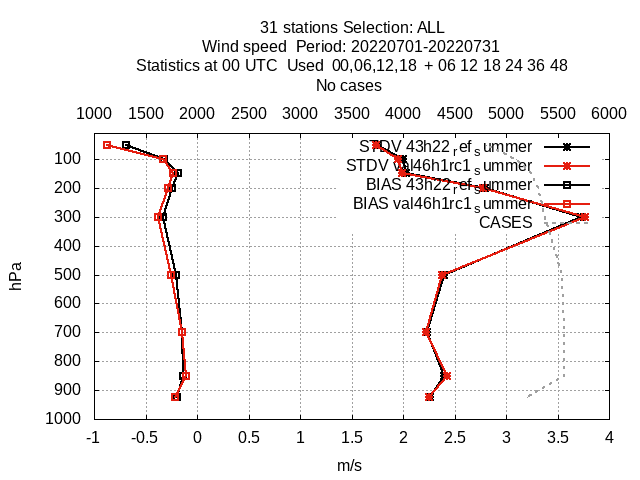 31 stations Selection: ALL
Wind speed  Period: 20220701-20220731
Statistics at 00 UTC  Used  00,06,12,18  + 06 12 18 24 36 48
No cases
1000 1500 2000 2500 3000 3500 4000 4500 5000 5500 6000
STDV 43h22_ref_summer
STDV val46h1rc1_summer
BIAS 43h22_ref_summer
BIAS val46h1rc1_summer
CASES
hPa
100
200
300
400
500
600
700
800
900
1000
-1 -0.5 0 0.5 1 1.5 2 2.5 3 3.5 4
m/s